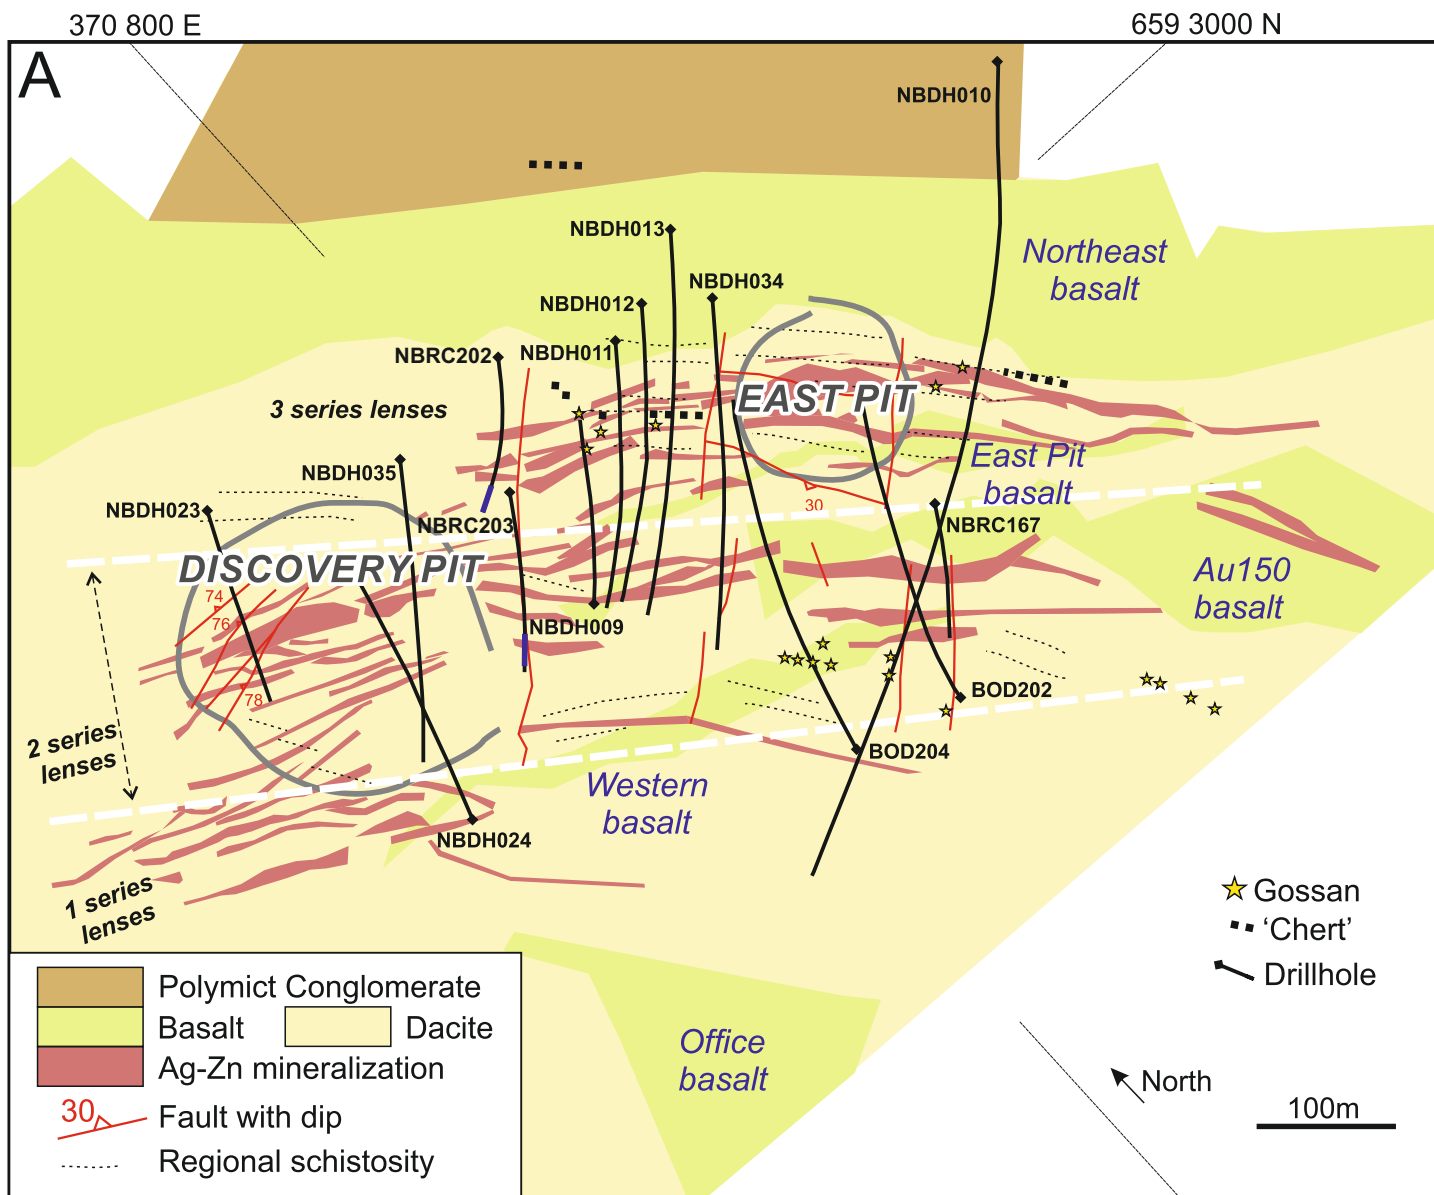 370 800 E
659 3000 N
A
NBDH010
NBDH013
Northeast
basalt
NBDH034
NBDH012
NBRC202
NBDH011
3 series lenses
EAST PIT
NBDH035
East Pit
basalt
NBDH023
30
NBRC203
NBRC167
DISCOVERY PIT
Au150
basalt
74
76
NBDH009
78
BOD202
2 series
lenses
BOD204
Western
basalt
NBDH024
1 series
lenses
Gossan
'Chert'
Drillhole
Polymict Conglomerate
Basalt
Dacite
Ag-Zn mineralization
30
Fault with dip
Regional schistosity
Office
basalt
North
100m